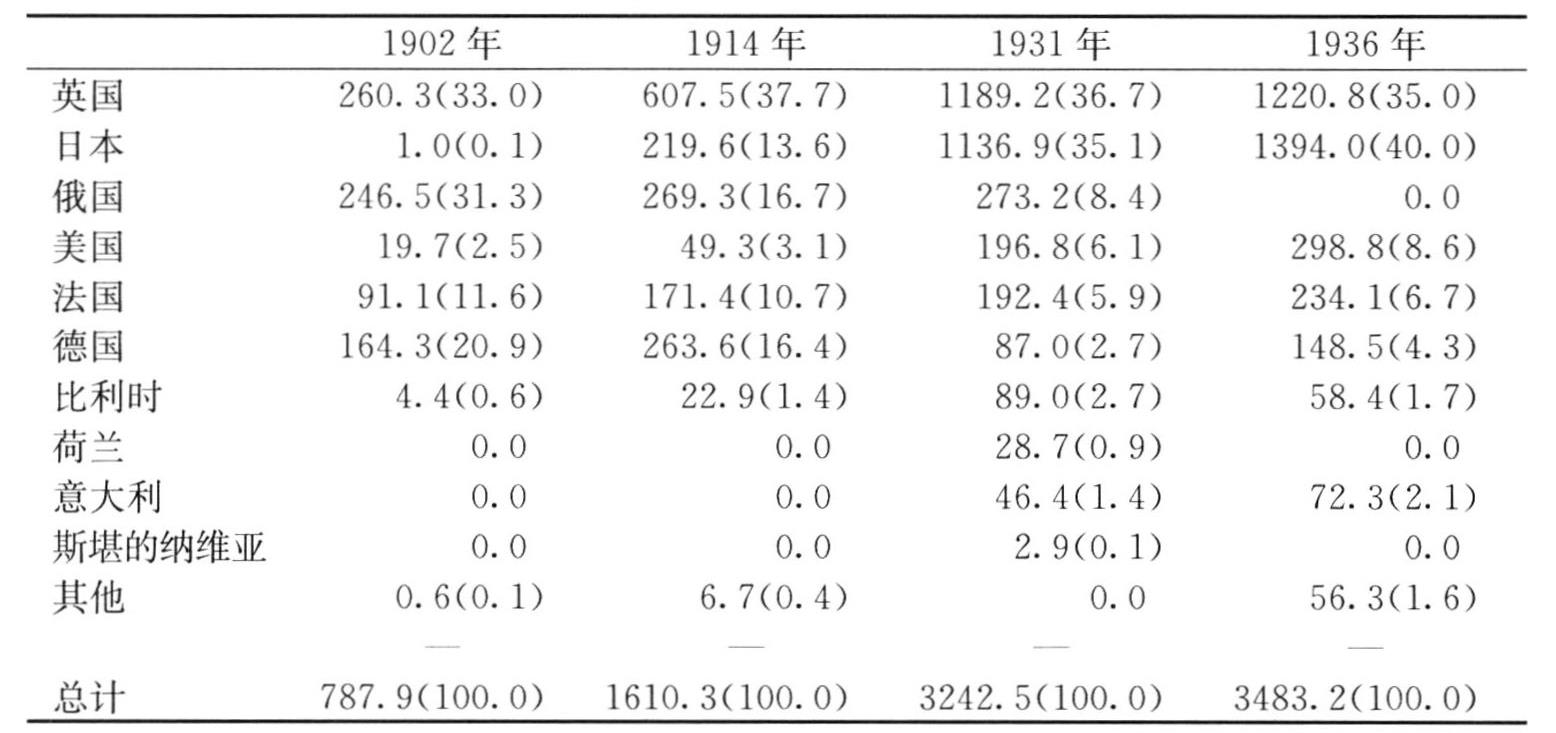 1902年 1914年 1931年 1936年
英国 260.3(33.0) 607.5(37.7) 1189.2(36.7) 1220.8(35.0)
日本 1.0(0.1) 219.6(13.6) 1136.9(35.1) 1394.0(40.0)
俄国 246.5(31.3) 269.3(16.7) 273.2(8.4) 0.0
美国 19.7(2.5) 49.3(3.1) 196.8(6.1) 298.8(8.6)
法国 91.1(11.6) 171.4(10.7) 192.4(5.9) 234.1(6.7)
德国 164.3(20.9) 263.6(16.4) 87.0(2.7) 148.5(4.3)
比利时 4.4(0.6) 22.9(1.4) 89.0(2.7) 58.4(1.7)
荷兰 0.0 0.0 28.7(0.9) 0.0
意大利 0.0 0.0 46.4(1.4) 72.3(2.1)
斯堪的纳维亚 0.0 0.0 2.9(0.1) 0.0
其他 0.6(0.1) 6.7(0.4) 0.0 56.3(1.6)
— — — —
总计 787.9(100.0) 1610.3(100.0) 3242.5(100.0) 3483.2(100.0)